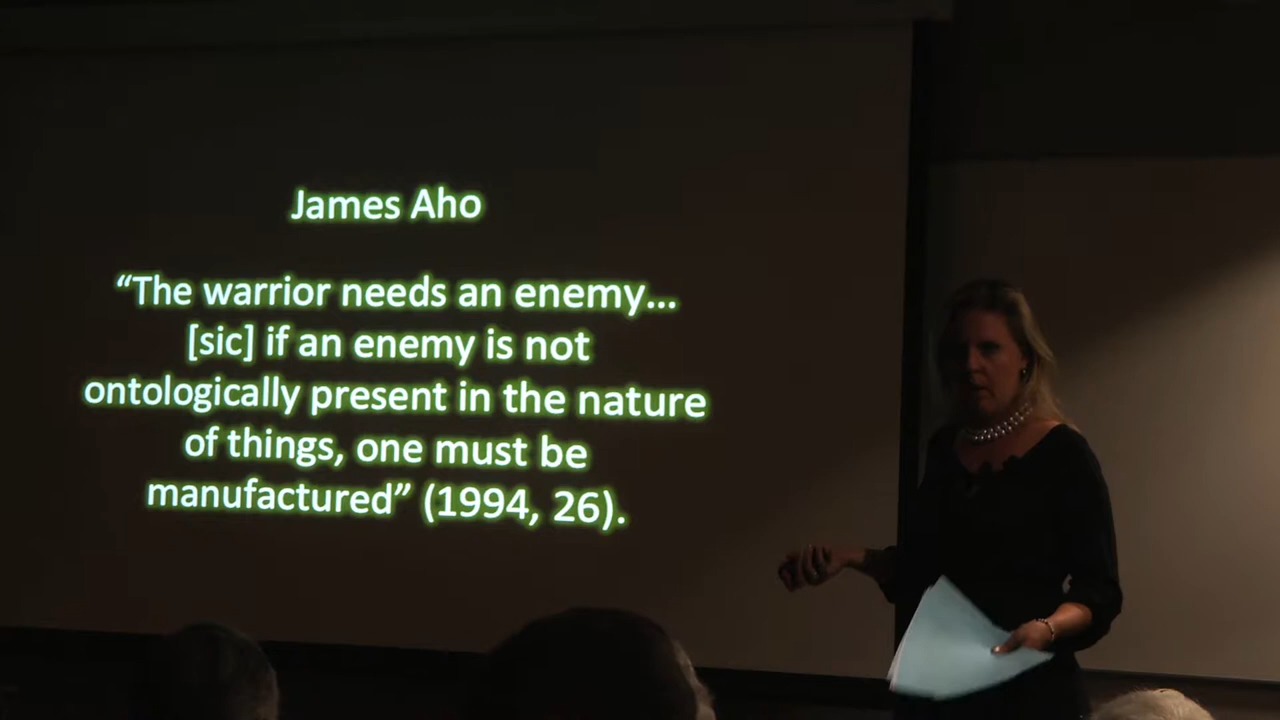 James Aho
“The warrior needs an enemy...
[sic] if an enemy is not
ontologically present in the nature
of things, one must be
manufactured” (1994, 26).